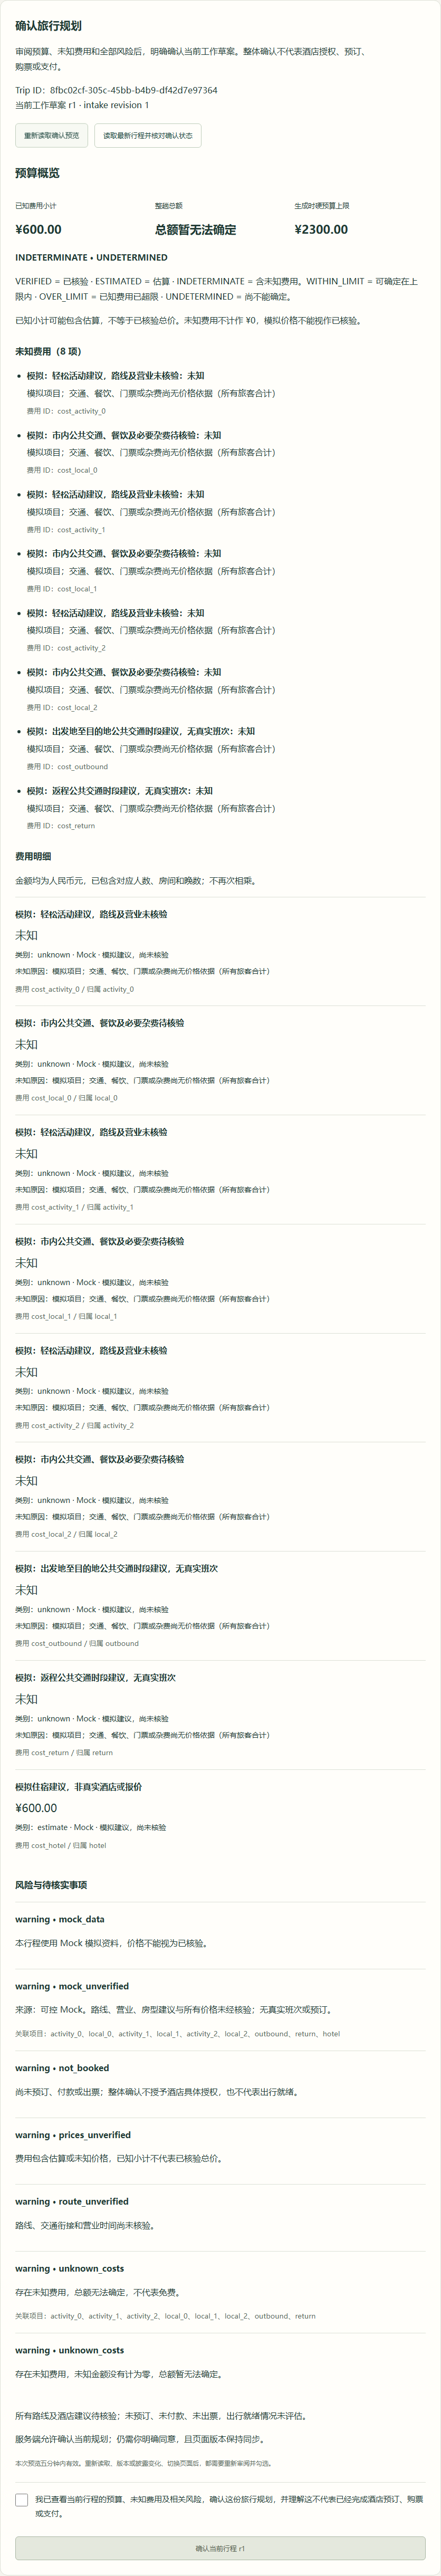 确认旅行规划
审阅预算、未知费用和全部风险后，明确确认当前工作草案。整体确认不代表酒店授权、预订、
购票或支付。
Trip ID：8fbc02cf-305c-45bb-b4b9-df42d7e97364
当前工作草案 r1 · intake revision 1
重新读取确认预览
读取最新行程并核对确认状态
预算概览
已知费用小计
整趟总额
生成时硬预算上限
¥600.00
总额暂无法确定
¥2300.00
INDETERMINATE • UNDETERMINED
VERIFIED = 已核验 · ESTIMATED = 估算 · INDETERMINATE = 含未知费用。WITHIN_LIMIT = 可确定在上
限内 · OVER_LIMIT = 已知费用已超限 · UNDETERMINED = 尚不能确定。
已知小计可能包含估算，不等于已核验总价。未知费用不计作 ¥0，模拟价格不能视作已核验。
未知费用（8 项）
• 模拟：轻松活动建议，路线及营业未核验：未知
模拟项目；交通、餐饮、门票或杂费尚无价格依据（所有旅客合计）
费用 ID：cost_activity_0
• 模拟：市内公共交通、餐饮及必要杂费待核验：未知
模拟项目；交通、餐饮、门票或杂费尚无价格依据（所有旅客合计）
费用 ID：cost_local_0
• 模拟：轻松活动建议，路线及营业未核验：未知
模拟项目；交通、餐饮、门票或杂费尚无价格依据（所有旅客合计）
费用 ID：cost_activity_1
• 模拟：市内公共交通、餐饮及必要杂费待核验：未知
模拟项目；交通、餐饮、门票或杂费尚无价格依据（所有旅客合计）
费用 ID：cost_local_1
• 模拟：轻松活动建议，路线及营业未核验：未知
模拟项目；交通、餐饮、门票或杂费尚无价格依据（所有旅客合计）
费用 ID：cost_activity_2
• 模拟：市内公共交通、餐饮及必要杂费待核验：未知
模拟项目；交通、餐饮、门票或杂费尚无价格依据（所有旅客合计）
费用 ID：cost_local_2
• 模拟：出发地至目的地公共交通时段建议，无真实班次：未知
模拟项目；交通、餐饮、门票或杂费尚无价格依据（所有旅客合计）
费用 ID：cost_outbound
• 模拟：返程公共交通时段建议，无真实班次：未知
模拟项目；交通、餐饮、门票或杂费尚无价格依据（所有旅客合计）
费用 ID：cost_return
费用明细
金额均为人民币元，已包含对应人数、房间和晚数；不再次相乘。
模拟：轻松活动建议，路线及营业未核验
未知
类别：unknown · Mock · 模拟建议，尚未核验
未知原因：模拟项目；交通、餐饮、门票或杂费尚无价格依据（所有旅客合计）
费用 cost_activity_0 / 归属 activity_0
模拟：市内公共交通、餐饮及必要杂费待核验
未知
类别：unknown · Mock · 模拟建议，尚未核验
未知原因：模拟项目；交通、餐饮、门票或杂费尚无价格依据（所有旅客合计）
费用 cost_local_0 / 归属 local_0
模拟：轻松活动建议，路线及营业未核验
未知
类别：unknown · Mock · 模拟建议，尚未核验
未知原因：模拟项目；交通、餐饮、门票或杂费尚无价格依据（所有旅客合计）
费用 cost_activity_1 / 归属 activity_1
模拟：市内公共交通、餐饮及必要杂费待核验
未知
类别：unknown · Mock · 模拟建议，尚未核验
未知原因：模拟项目；交通、餐饮、门票或杂费尚无价格依据（所有旅客合计）
费用 cost_local_1 / 归属 local_1
模拟：轻松活动建议，路线及营业未核验
未知
类别：unknown · Mock · 模拟建议，尚未核验
未知原因：模拟项目；交通、餐饮、门票或杂费尚无价格依据（所有旅客合计）
费用 cost_activity_2 / 归属 activity_2
模拟：市内公共交通、餐饮及必要杂费待核验
未知
类别：unknown · Mock · 模拟建议，尚未核验
未知原因：模拟项目；交通、餐饮、门票或杂费尚无价格依据（所有旅客合计）
费用 cost_local_2 / 归属 local_2
模拟：出发地至目的地公共交通时段建议，无真实班次
未知
类别：unknown · Mock · 模拟建议，尚未核验
未知原因：模拟项目；交通、餐饮、门票或杂费尚无价格依据（所有旅客合计）
费用 cost_outbound / 归属 outbound
模拟：返程公共交通时段建议，无真实班次
未知
类别：unknown · Mock · 模拟建议，尚未核验
未知原因：模拟项目；交通、餐饮、门票或杂费尚无价格依据（所有旅客合计）
费用 cost_return / 归属 return
模拟住宿建议，非真实酒店或报价
¥600.00
类别：estimate · Mock · 模拟建议，尚未核验
费用 cost_hotel / 归属 hotel
风险与待核实事项
warning • mock_data
本行程使用 Mock 模拟资料，价格不能视为已核验。
warning • mock_unverified
来源：可控 Mock。路线、营业、房型建议与所有价格未经核验；无真实班次或预订。
关联项目：activity_0、local_0、activity_1、local_1、activity_2、local_2、outbound、return、hotel
warning • not_booked
尚未预订、付款或出票；整体确认不授予酒店具体授权，也不代表出行就绪。
warning • prices_unverified
费用包含估算或未知价格，已知小计不代表已核验总价。
warning • route_unverified
路线、交通衔接和营业时间尚未核验。
warning • unknown_costs
存在未知费用，总额无法确定，不代表免费。
关联项目：activity_0、activity_1、activity_2、local_0、local_1、local_2、outbound、return
warning • unknown_costs
存在未知费用，未知金额没有计为零，总额暂无法确定。
所有路线及酒店建议待核验；未预订、未付款、未出票，出行就绪情况未评估。
服务端允许确认当前规划；仍需你明确同意，且页面版本保持同步。
本次预览五分钟内有效。重新读取、版本或披露变化、切换页面后，都需要重新审阅并勾选。
我已查看当前行程的预算、未知费用及相关风险，确认这份旅行规划，并理解这不代表已经完成酒店预订、购票
或支付。
确认当前行程 r1